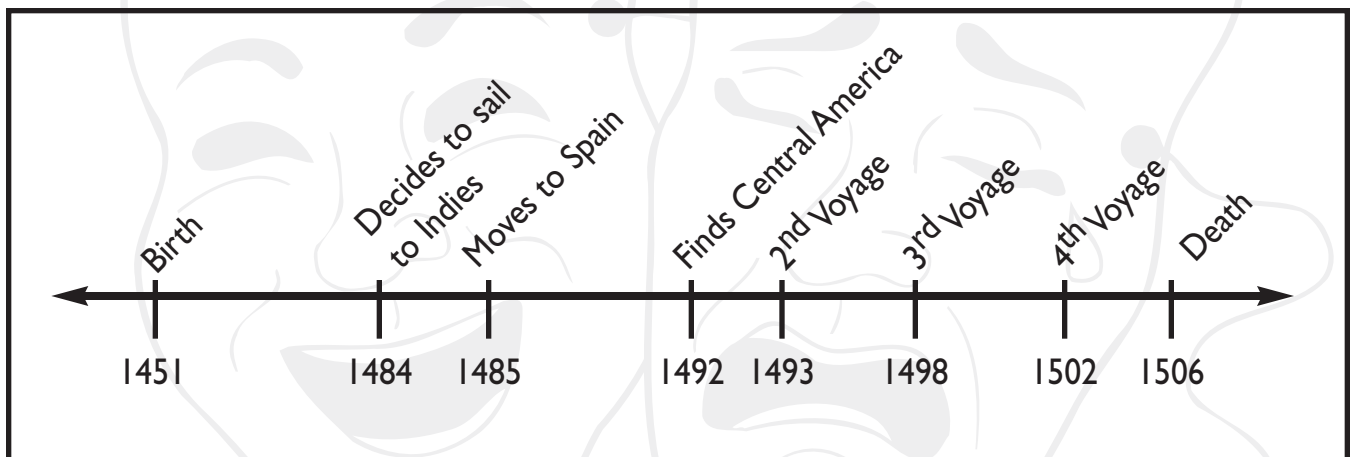 Birth
Decides to sail
to Indies
Moves to Spain
Finds Central America
2nd Voyage
3rd Voyage
4th Voyage
Death
1451
1484
1485
1492
1493
1498
1502
1506